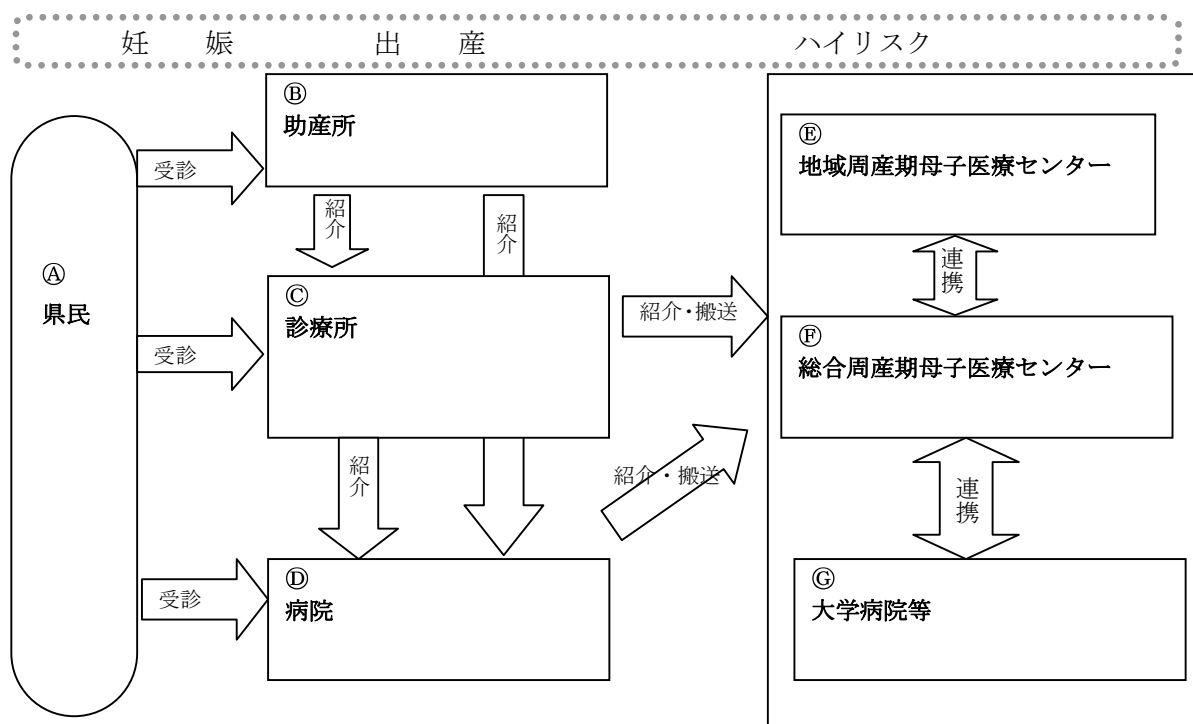 妊　娠　出　産　ハイリスク
Ⓐ
県民
受診
受診
受診
Ⓑ
助産所
紹介
紹介
Ⓒ
診療所
紹介
Ⓓ
病院
紹介・搬送
紹介・搬送
Ⓔ
地域周産期母子医療センター
連携
Ⓕ
総合周産期母子医療センター
連携
Ⓖ
大学病院等